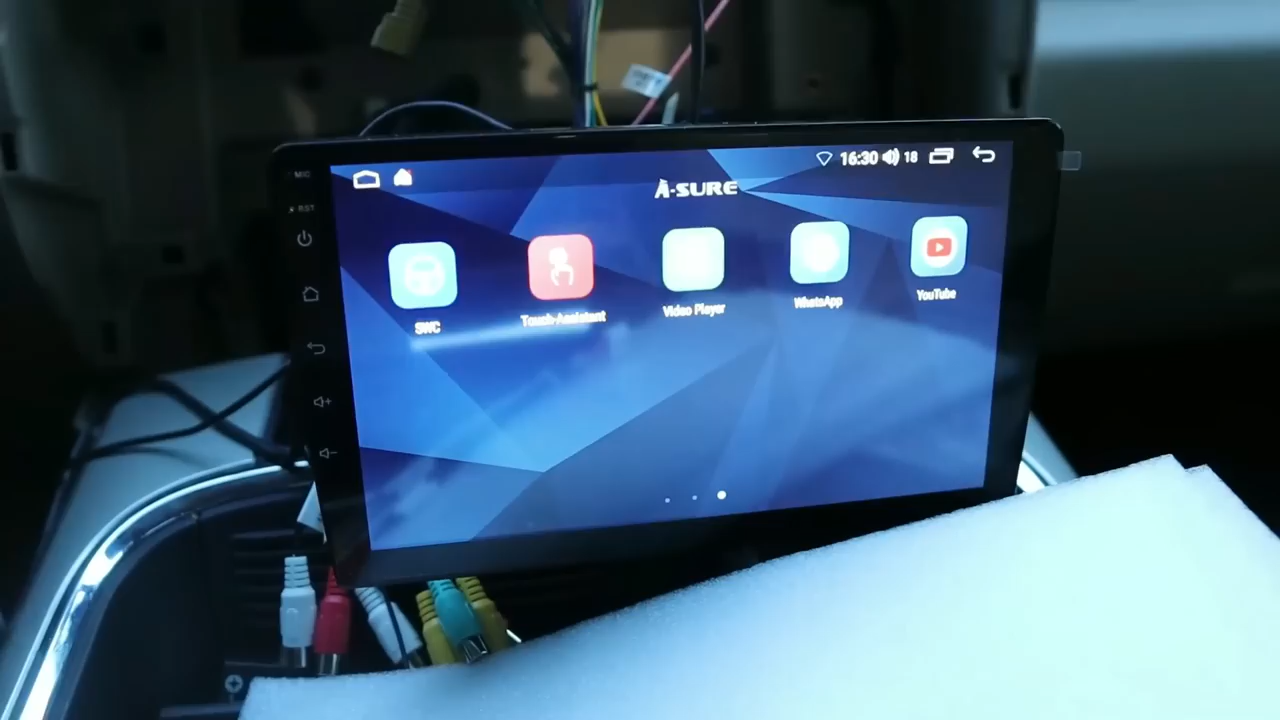 MIC
RST
16:30 18
A-SURE
SWC
Touch Assistant
Video Player
WhatsApp
YouTube